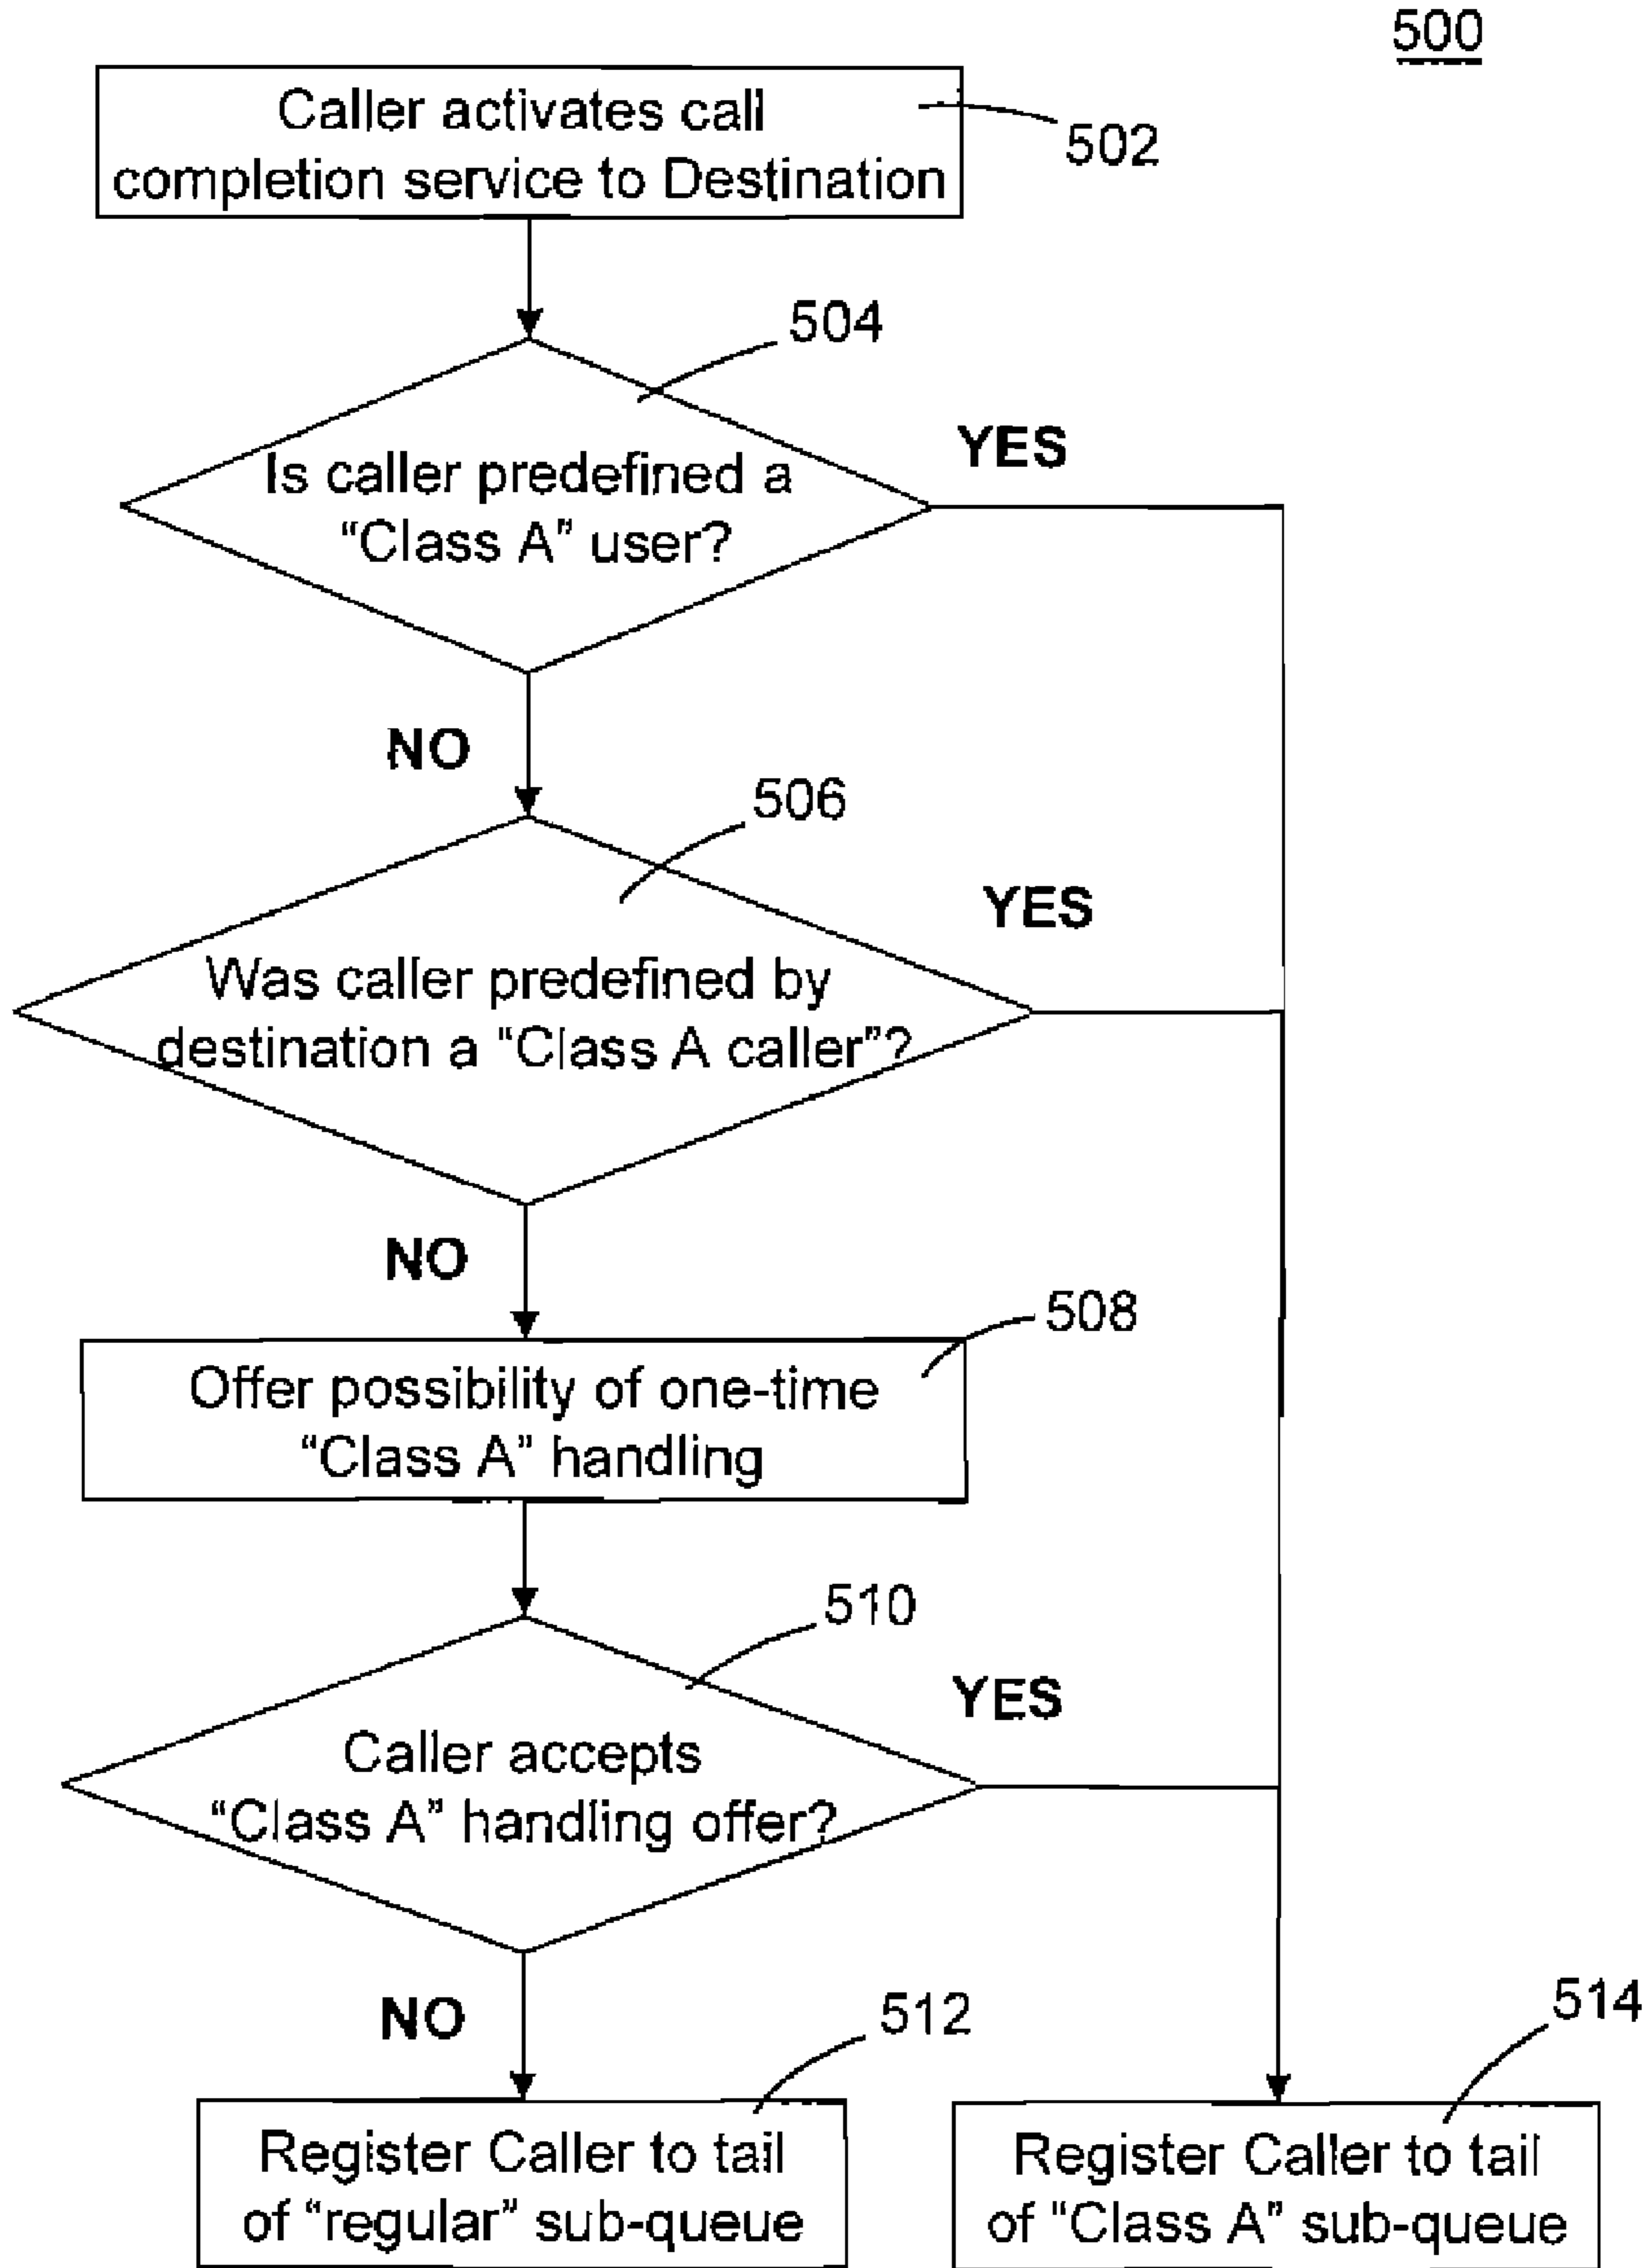 500
Caller activates call
completion service to Destination
502
504
Is caller predefined a
“Class A” user?
YES
NO
506
Was caller predefined by
destination a “Class A caller”?
YES
NO
508
Offer possibility of one-time
“Class A” handling
510
Caller accepts
“Class A” handling offer?
YES
NO
512
Register Caller to tail
of “regular” sub-queue
514
Register Caller to tail
of “Class A” sub-queue